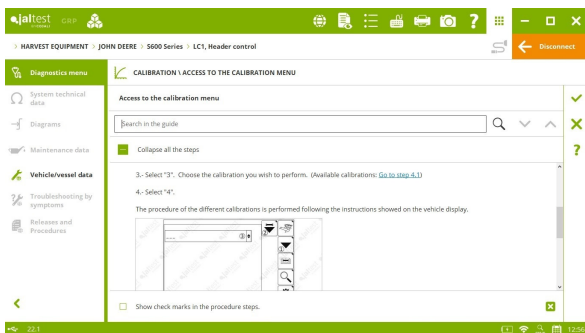 jaltest GRP
> HARVEST EQUIPMENT > JOHN DEERE > S600 Series > LC1, Header control
Disconnect
Diagnostics menu
CALIBRATION \ ACCESS TO THE CALIBRATION MENU
System technical data
Access to the calibration menu
Diagrams
Search in the guide
Maintenance data
Collapse all the steps
Vehicle/vessel data
3.- Select "3". Choose the calibration you wish to perform. (Available calibrations: Go to step 4.1)
Troubleshooting by symptoms
4.- Select "4".
The procedure of the different calibrations is performed following the instructions showed on the vehicle display.
Releases and Procedures
Show check marks in the procedure steps.
22.1
12:56